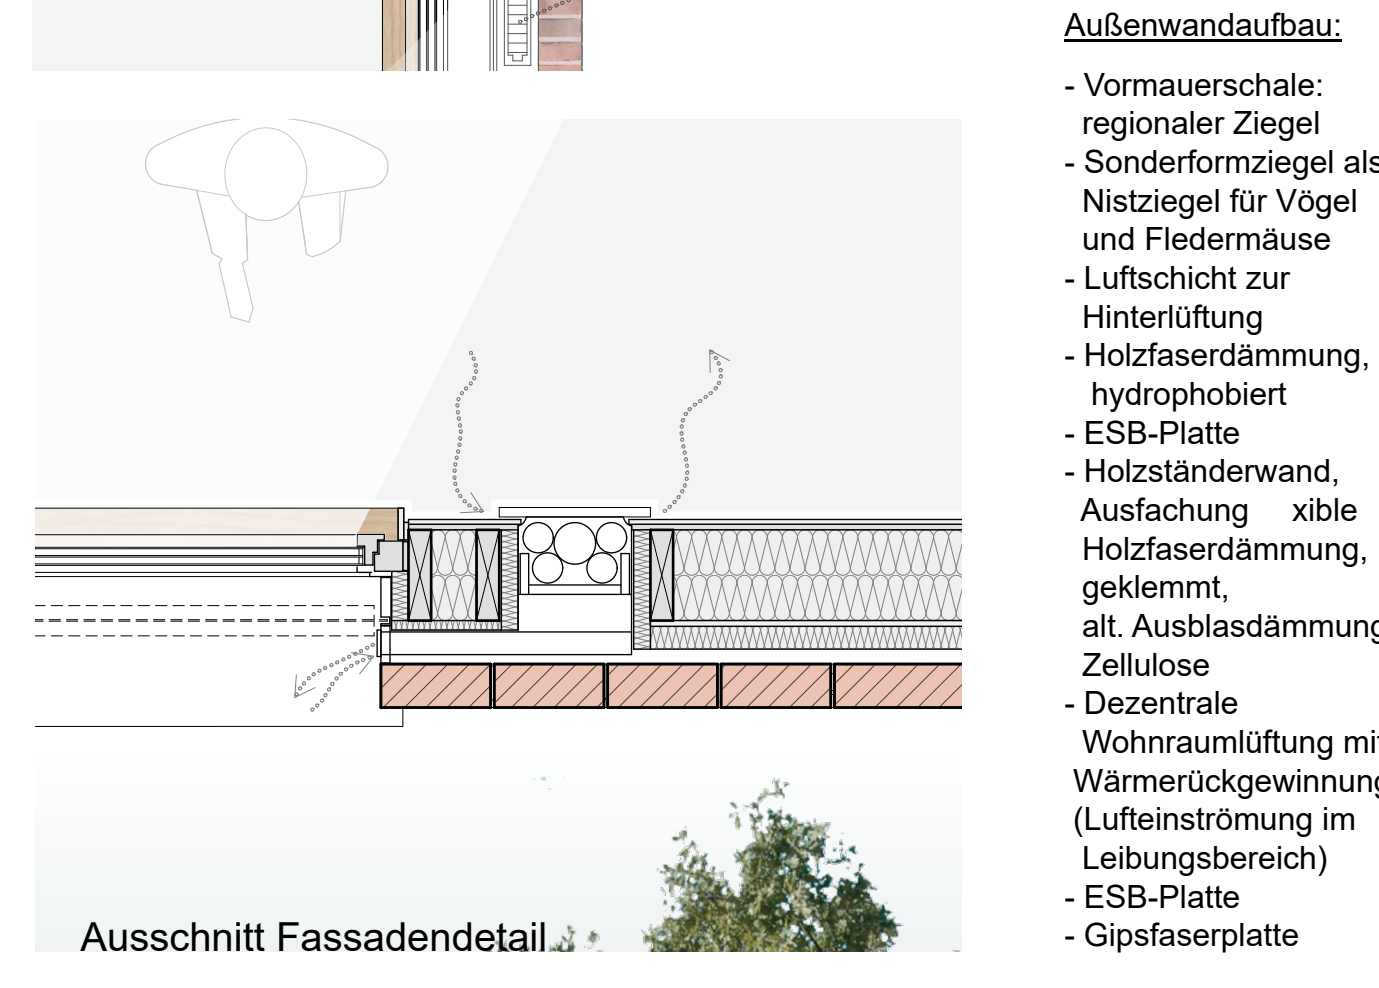 Außenwandaufbau:
- Vormauerschale:
regionaler Ziegel
- Sonderformziegel als
Nistziegel für Vögel
und Fledermäuse
- Luftschicht zur
Hinterlüftung
- Holzfaserdämmung,
hydrophobiert
- ESB-Platte
- Holzständerwand,
Ausfachung xible
Holzfaserdämmung,
geklemmt,
alt. Ausblasdämmung
Zellulose
- Dezentrale
Wohnraumlüftung mit
Wärmerückgewinnung
(Lufteinströmung im
Leibungsbereich)
- ESB-Platte
- Gipsfaserplatte
Ausschnitt Fassadendetail